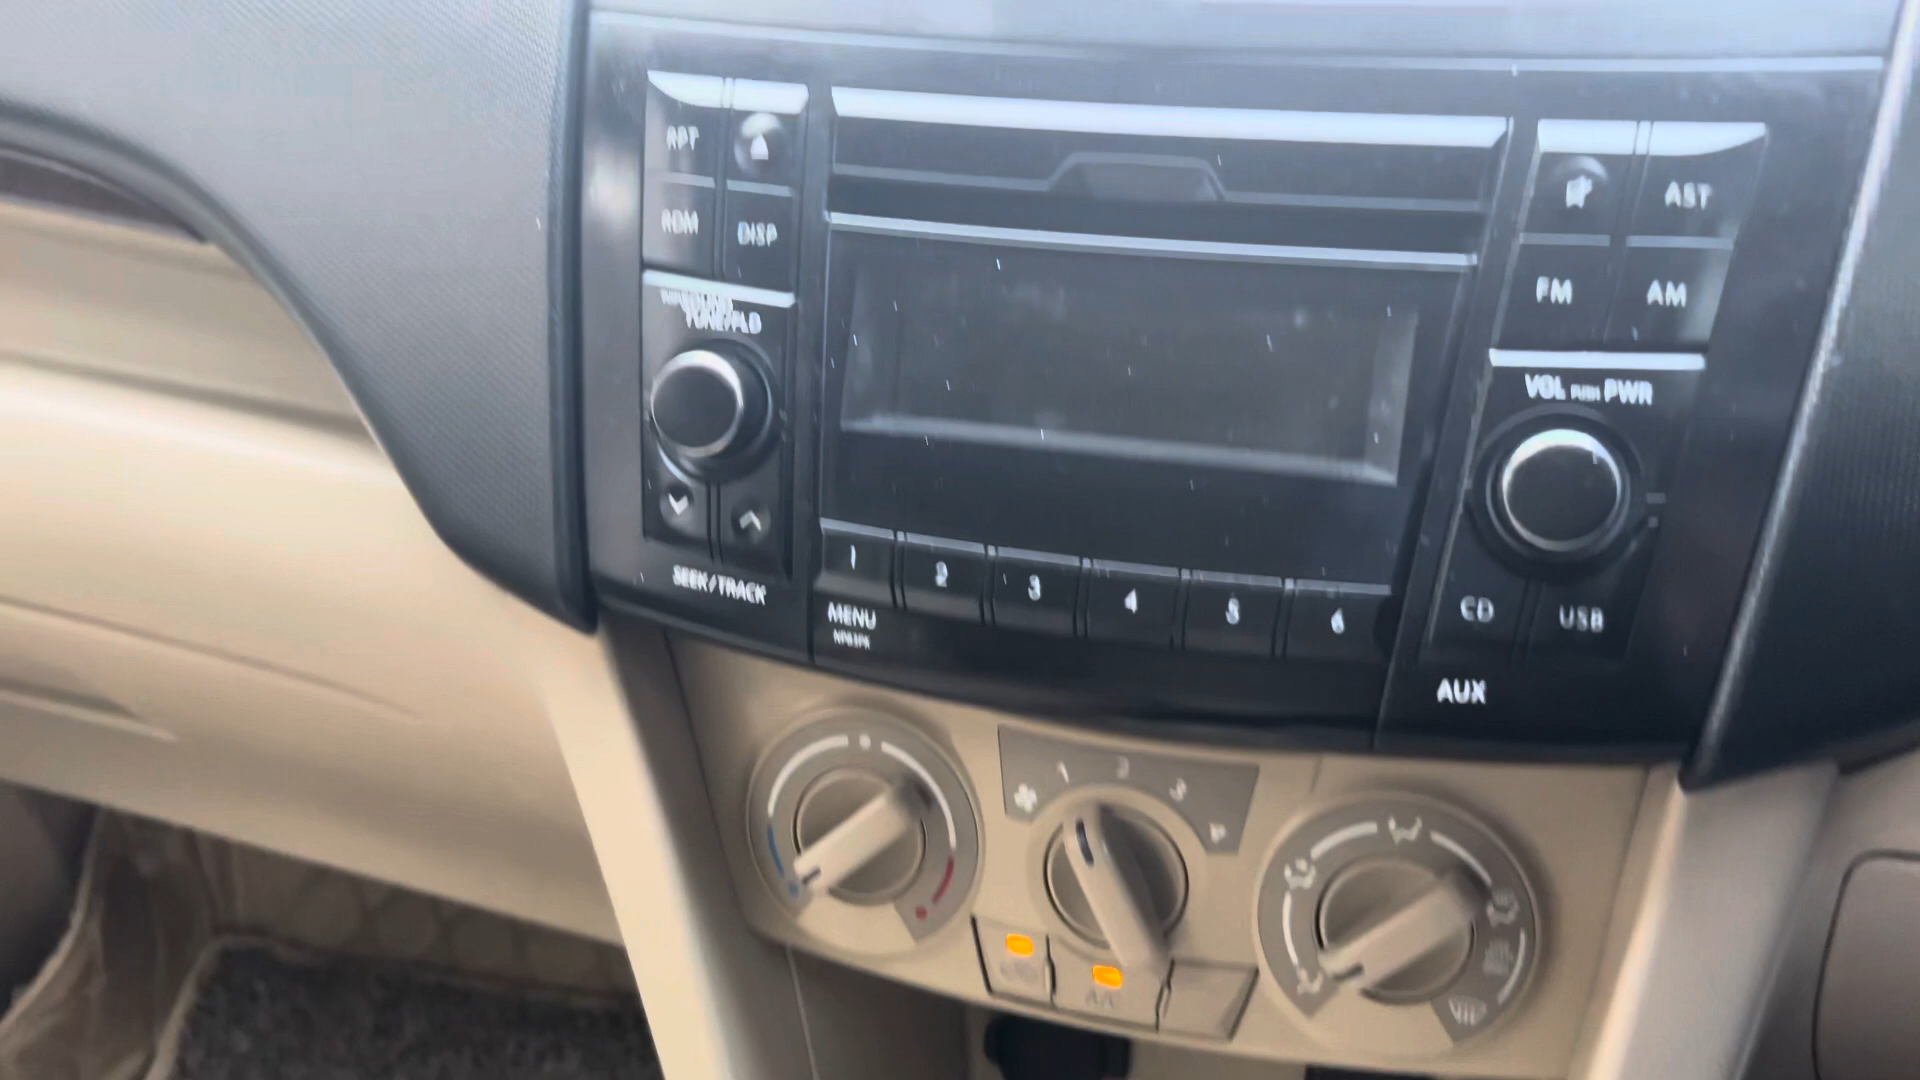 RPT
RDM
DISP
TUNE/FLD
SEEK/TRACK
1
2
3
4
5
6
MENU
AST
FM
AM
VOL PUSH PWR
CD
USB
AUX
1
2
3
A/C